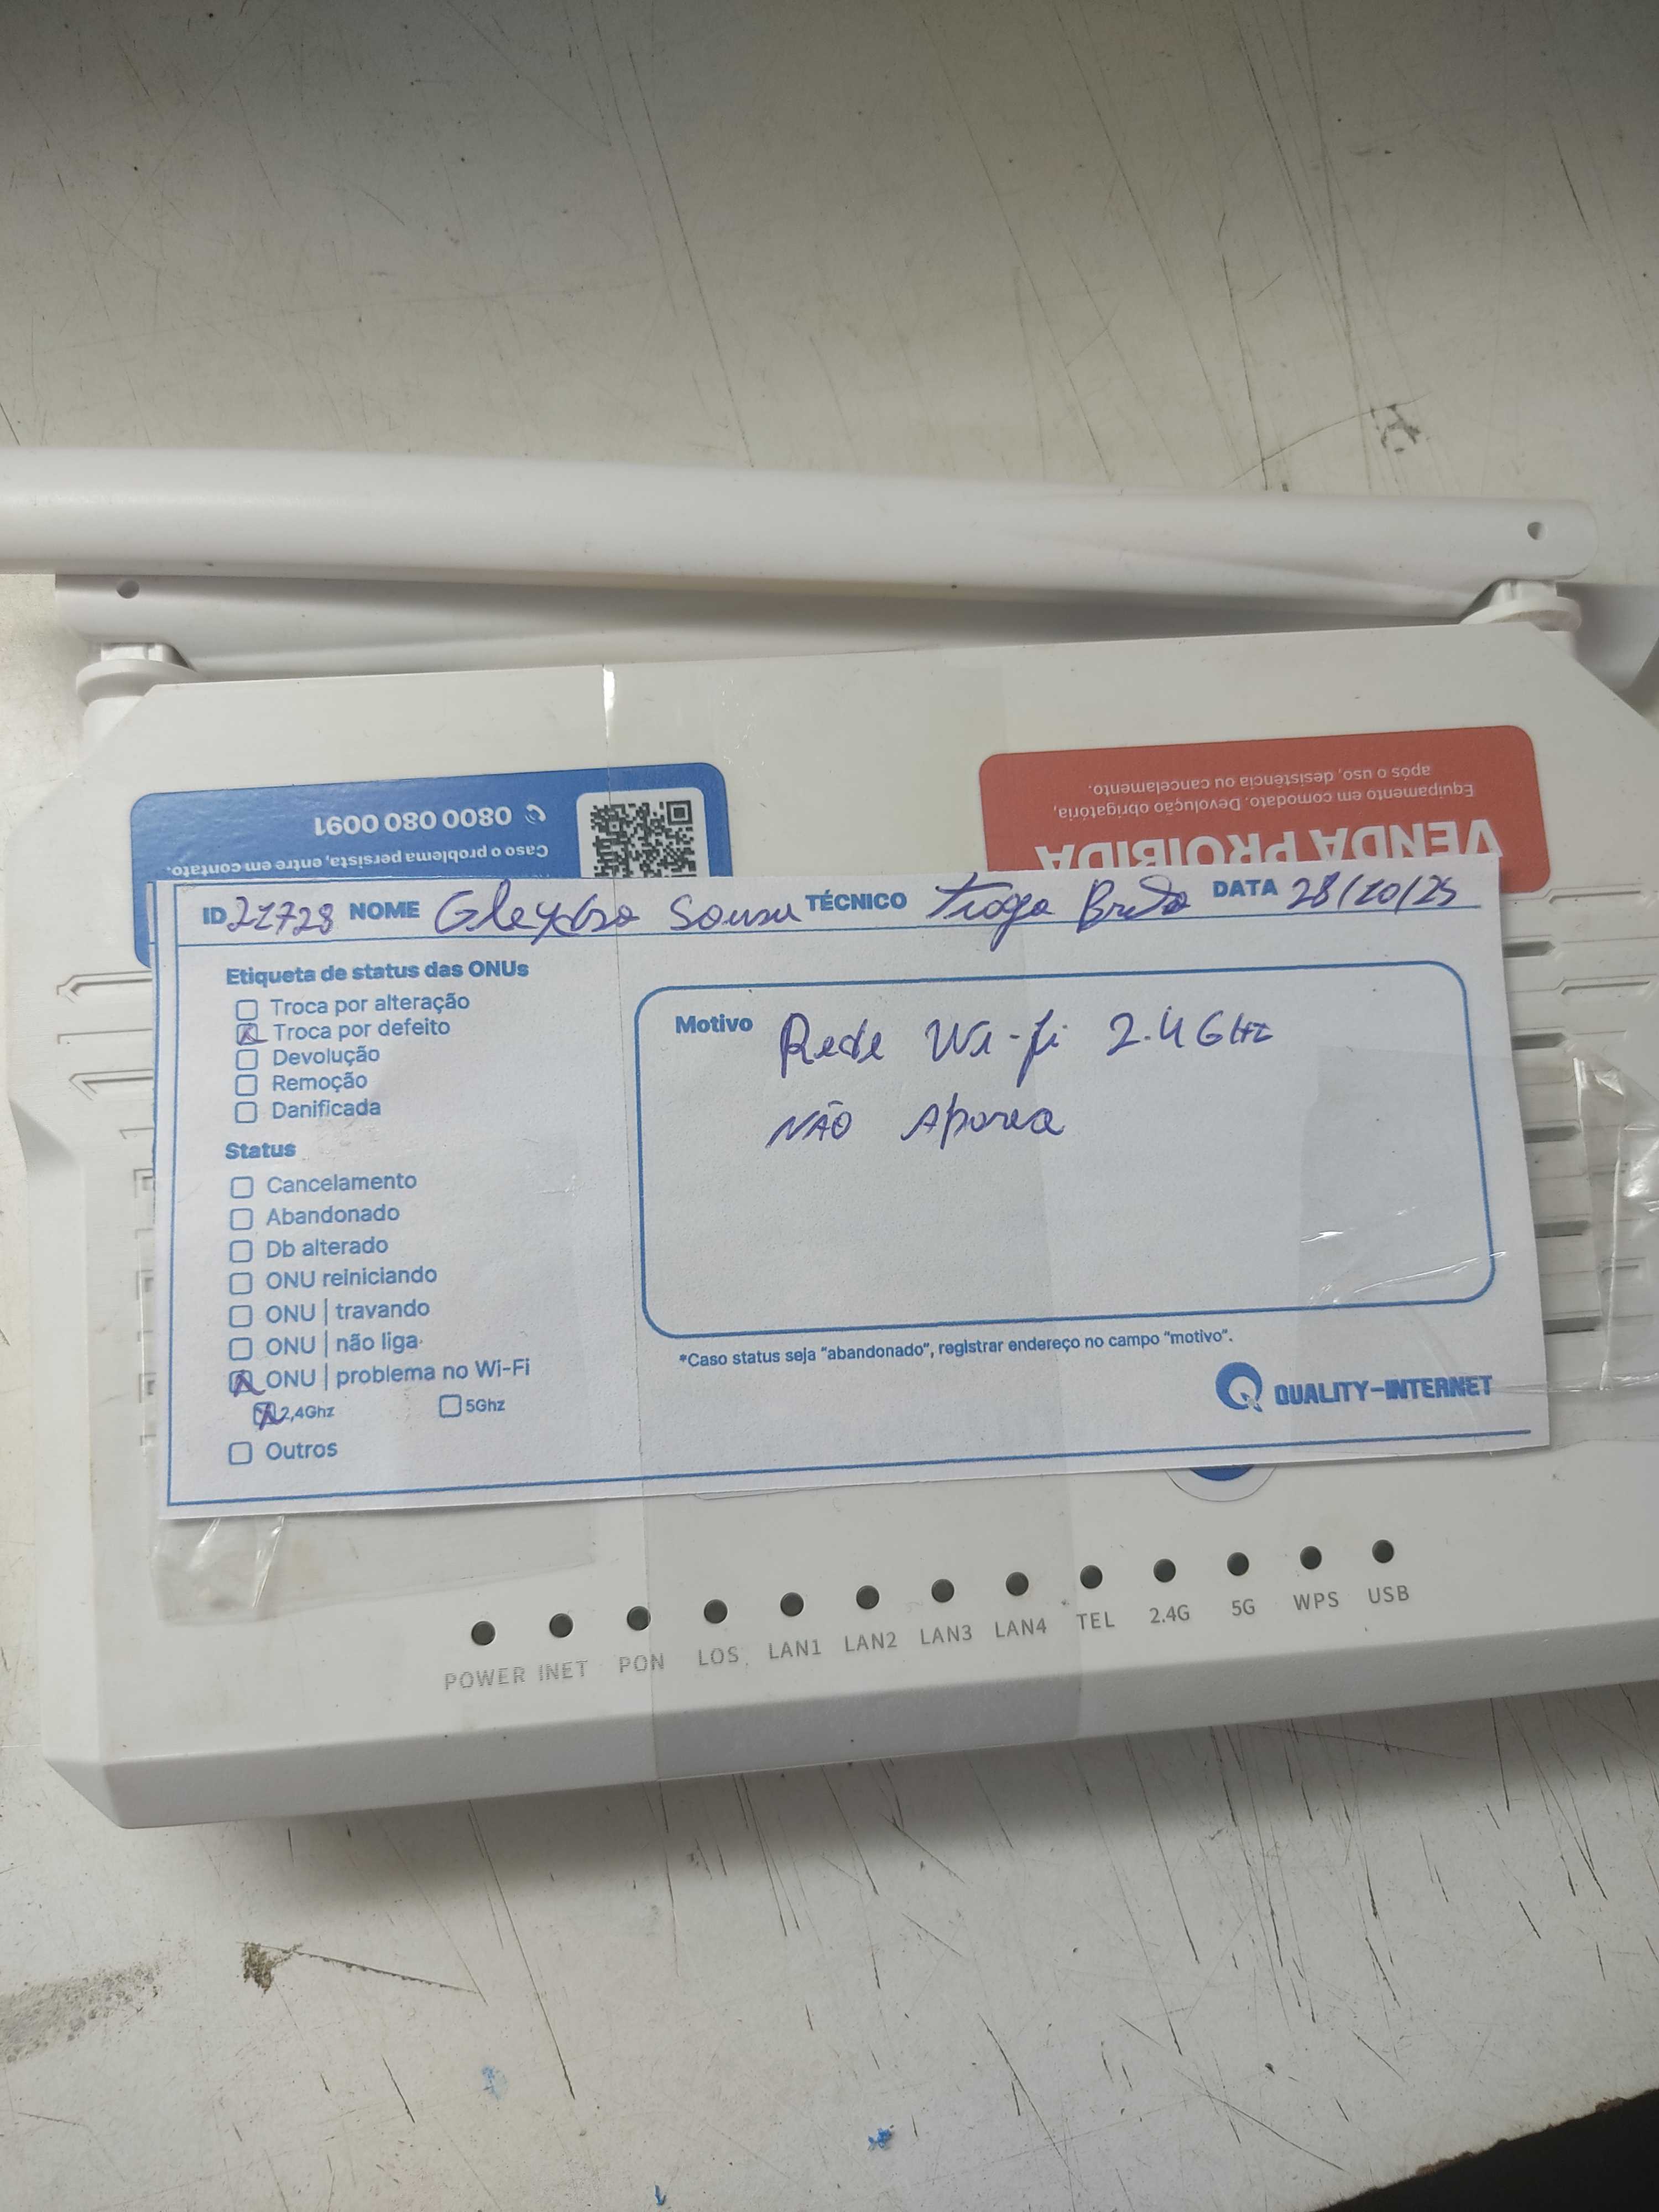 0800 080 0091
Caso o problema persista, entre em contato.
VENDA PROIBIDA
Equipamento em comodato. Devolução obrigatória,
após o uso, desistência ou cancelamento.
ID 21728 NOME Gleydso Sousa TÉCNICO Tiago Brito DATA 28/10/25
Etiqueta de status das ONUs
Troca por alteração
Troca por defeito
Devolução
Remoção
Danificada
Status
Cancelamento
Abandonado
Db alterado
ONU reiniciando
ONU | travando
ONU | não liga
ONU | problema no Wi-Fi
2,4Ghz 5Ghz
Outros
Motivo Rede Wi-fi 2.4GHz
NÃO Aparece
*Caso status seja "abandonado", registrar endereço no campo "motivo".
QUALITY-INTERNET
POWER INET PON LOS LAN1 LAN2 LAN3 LAN4 TEL 2.4G 5G WPS USB